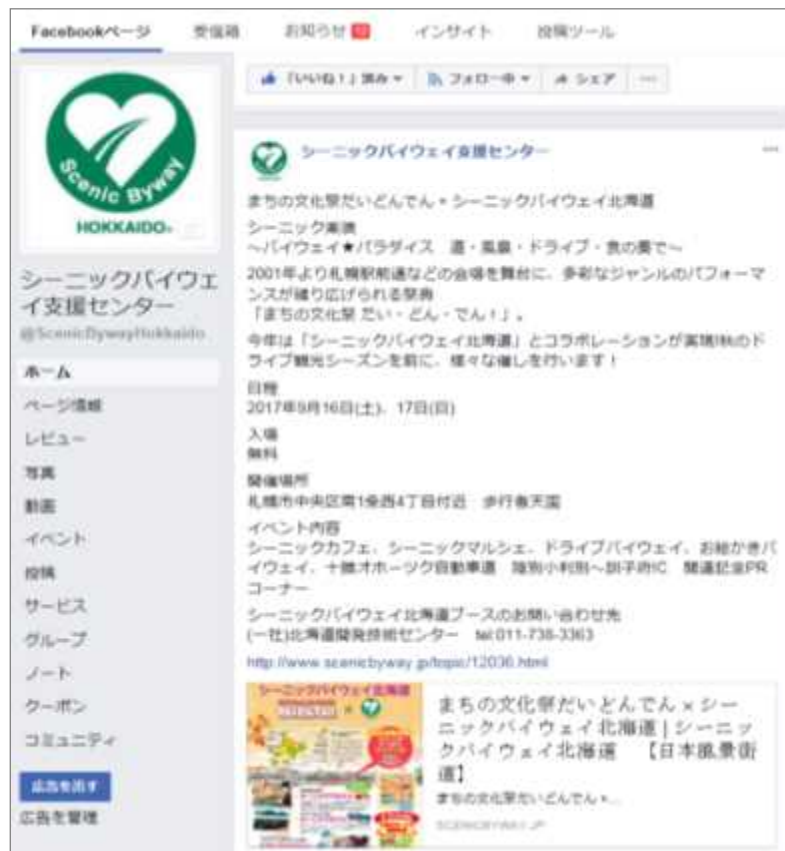 Facebookページ
受信箱
お知らせ
インサイト
投稿ツール
「いいね！」済み
フォロー中
シェア
Scenic Byway
HOKKAIDO
シーニックバイウェイ支援センター
@ScenicBywayHokkaido
ホーム
ページ情報
レビュー
写真
動画
イベント
投稿
サービス
グループ
ノート
クーポン
コミュニティ
広告を出す
広告を管理
シーニックバイウェイ支援センター
まちの文化祭だいどんでん×シーニックバイウェイ北海道
シーニック楽演
～バイウェイ★パラダイス 道・風景・ドライブ・食の奏で～
2001年より札幌駅前通などの会場を舞台に、多彩なジャンルのパフォーマ
ンスが繰り広げられる祭典
「まちの文化祭 だい・どん・でん！」。
今年は「シーニックバイウェイ北海道」とコラボレーションが実現!秋のド
ライブ観光シーズンを前に、様々な催しを行います！
日程
2017年9月16日(土)、17日(日)
入場
無料
開催場所
札幌市中央区南1条西4丁目付近 歩行者天国
イベント内容
シーニックカフェ、シーニックマルシェ、ドライブバイウェイ、お絵かきバ
イウェイ、十勝オホーツク自動車道 陸別小利別～訓子府IC 開通記念PR
コーナー
シーニックバイウェイ北海道ブースのお問い合わせ先
(一社)北海道開発技術センター tel:011-738-3363
http://www.scenicbyway.jp/topic/12036.html
シーニックバイウェイ北海道
まちの文化祭だいどんでん×シー
ニックバイウェイ北海道 | シーニッ
クバイウェイ北海道 【日本風景街
道】
まちの文化祭だいどんでん×...
SCENICBYWAY.JP